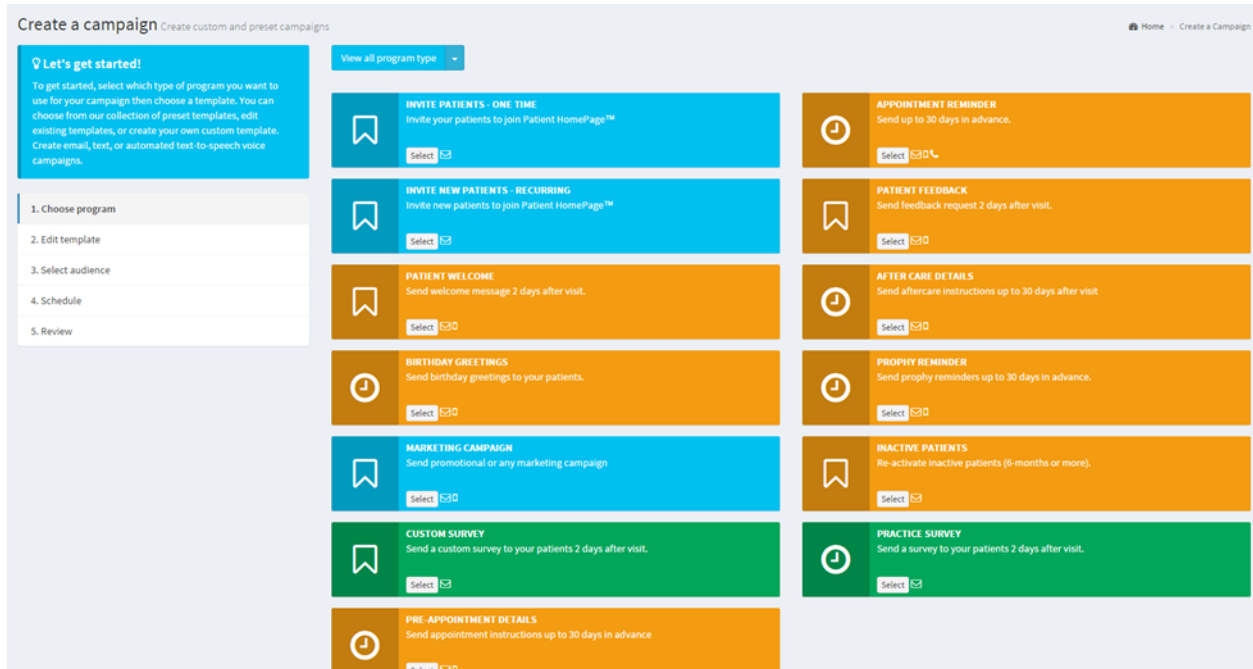 Create a campaign Create custom and preset campaigns
Home > Create a Campaign
Let's get started!
To get started, select which type of program you want to
use for your campaign then choose a template. You can
choose from our collection of preset templates, edit
existing templates, or create your own custom template.
Create email, text, or automated text-to-speech voice
campaigns.
1. Choose program
2. Edit template
3. Select audience
4. Schedule
5. Review
View all program type
INVITE PATIENTS - ONE TIME
Invite your patients to join Patient HomePage™
Select
APPOINTMENT REMINDER
Send up to 30 days in advance.
Select
INVITE NEW PATIENTS - RECURRING
Invite new patients to join Patient HomePage™
Select
PATIENT FEEDBACK
Send feedback request 2 days after visit.
Select
PATIENT WELCOME
Send welcome message 2 days after visit.
Select
AFTER CARE DETAILS
Send aftercare instructions up to 30 days after visit
Select
BIRTHDAY GREETINGS
Send birthday greetings to your patients.
Select
PROPHY REMINDER
Send prophy reminders up to 30 days in advance.
Select
MARKETING CAMPAIGN
Send promotional or any marketing campaign
Select
INACTIVE PATIENTS
Re-activate inactive patients (6-months or more).
Select
CUSTOM SURVEY
Send a custom survey to your patients 2 days after visit.
Select
PRACTICE SURVEY
Send a survey to your patients 2 days after visit.
Select
PRE-APPOINTMENT DETAILS
Send appointment instructions up to 30 days in advance
Select